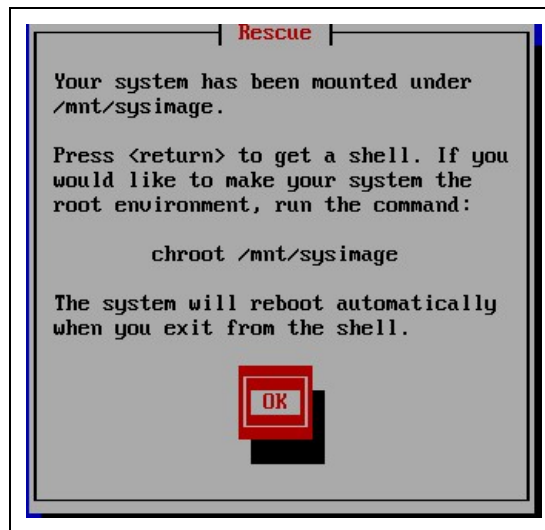 Rescue
Your system has been mounted under
/mnt/sysimage.
Press <return> to get a shell. If you
would like to make your system the
root environment, run the command:
chroot /mnt/sysimage
The system will reboot automatically
when you exit from the shell.
OK